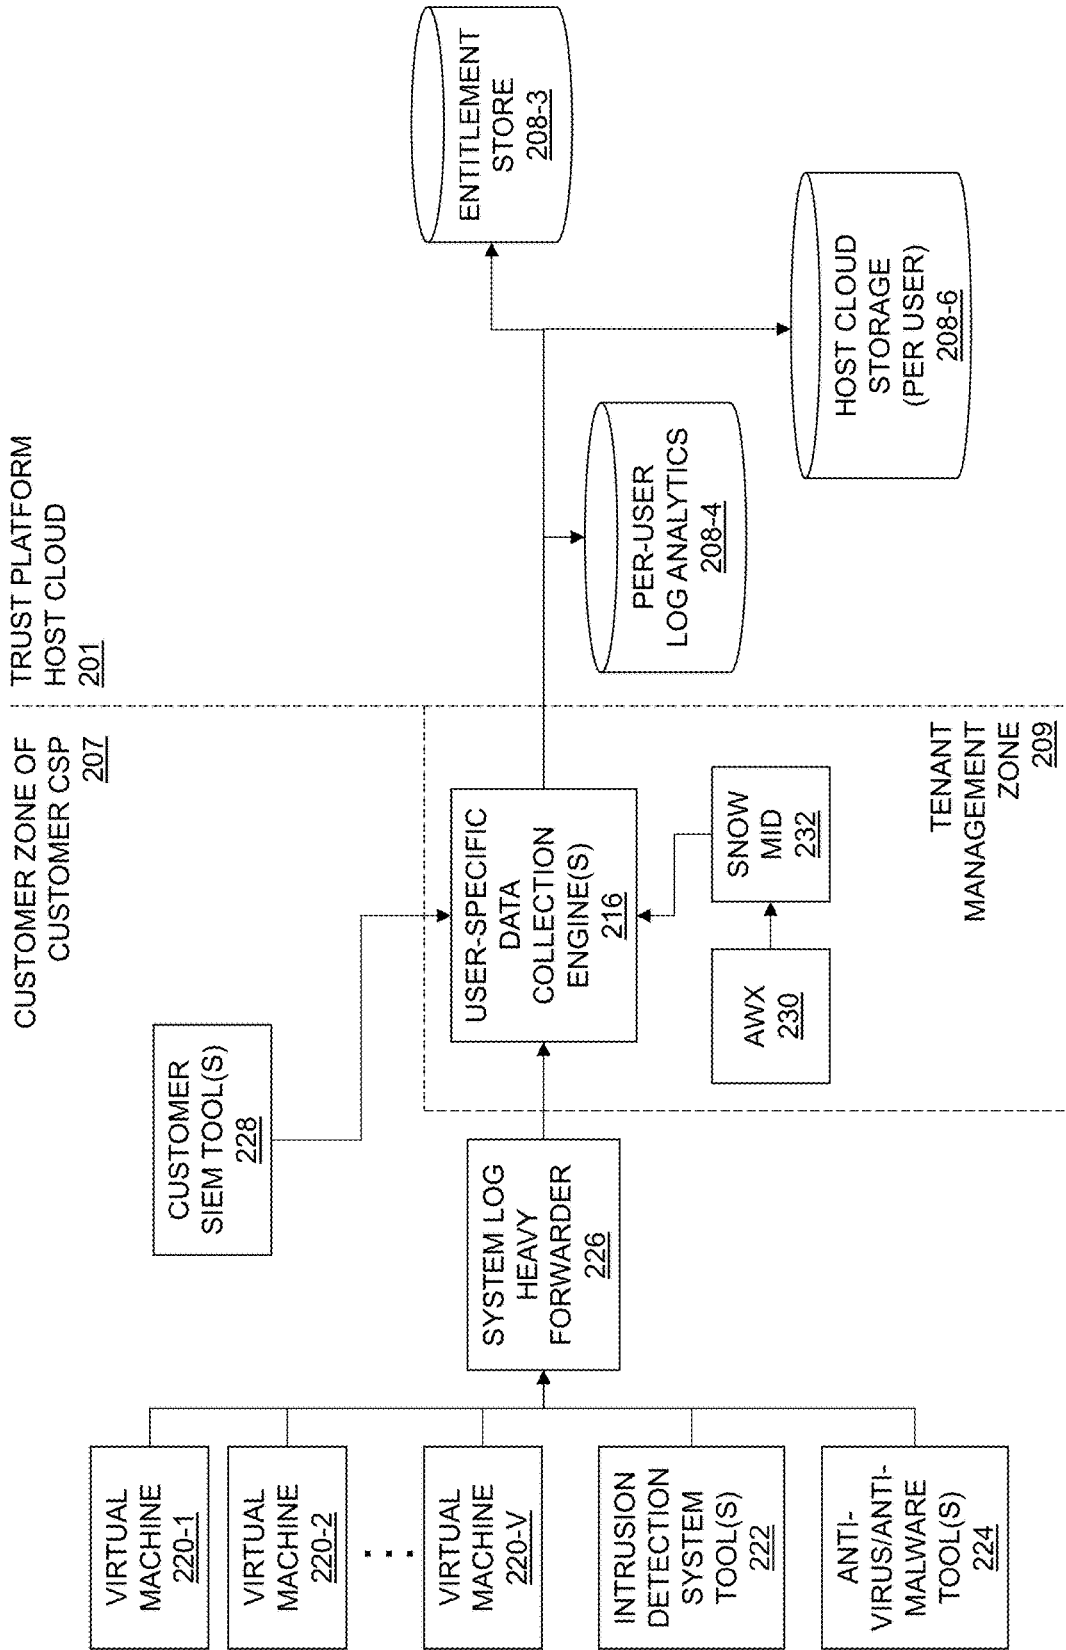 CUSTOMER ZONE OF
CUSTOMER CSP
207
TRUST PLATFORM
HOST CLOUD
201
VIRTUAL
MACHINE
220-1
VIRTUAL
MACHINE
220-2
. . .
VIRTUAL
MACHINE
220-V
INTRUSION
DETECTION
SYSTEM
TOOL(S)
222
ANTI-
VIRUS/ANTI-
MALWARE
TOOL(S)
224
SYSTEM LOG
HEAVY
FORWARDER
226
CUSTOMER
SIEM TOOL(S)
228
USER-SPECIFIC
DATA
COLLECTION
ENGINE(S)
216
AWX
230
SNOW
MID
232
TENANT
MANAGEMENT
ZONE
209
PER-USER
LOG ANALYTICS
208-4
ENTITLEMENT
STORE
208-3
HOST CLOUD
STORAGE
(PER USER)
208-6